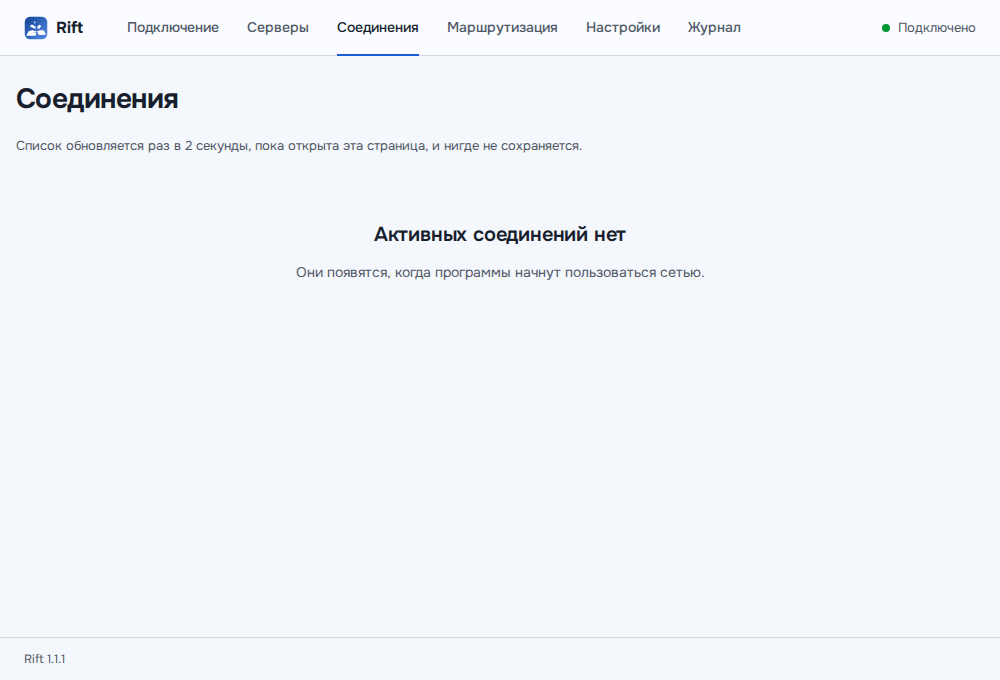 Rift
Подключение
Серверы
Соединения
Маршрутизация
Настройки
Журнал
Подключено
Соединения
Список обновляется раз в 2 секунды, пока открыта эта страница, и нигде не сохраняется.
Активных соединений нет
Они появятся, когда программы начнут пользоваться сетью.
Rift 1.1.1